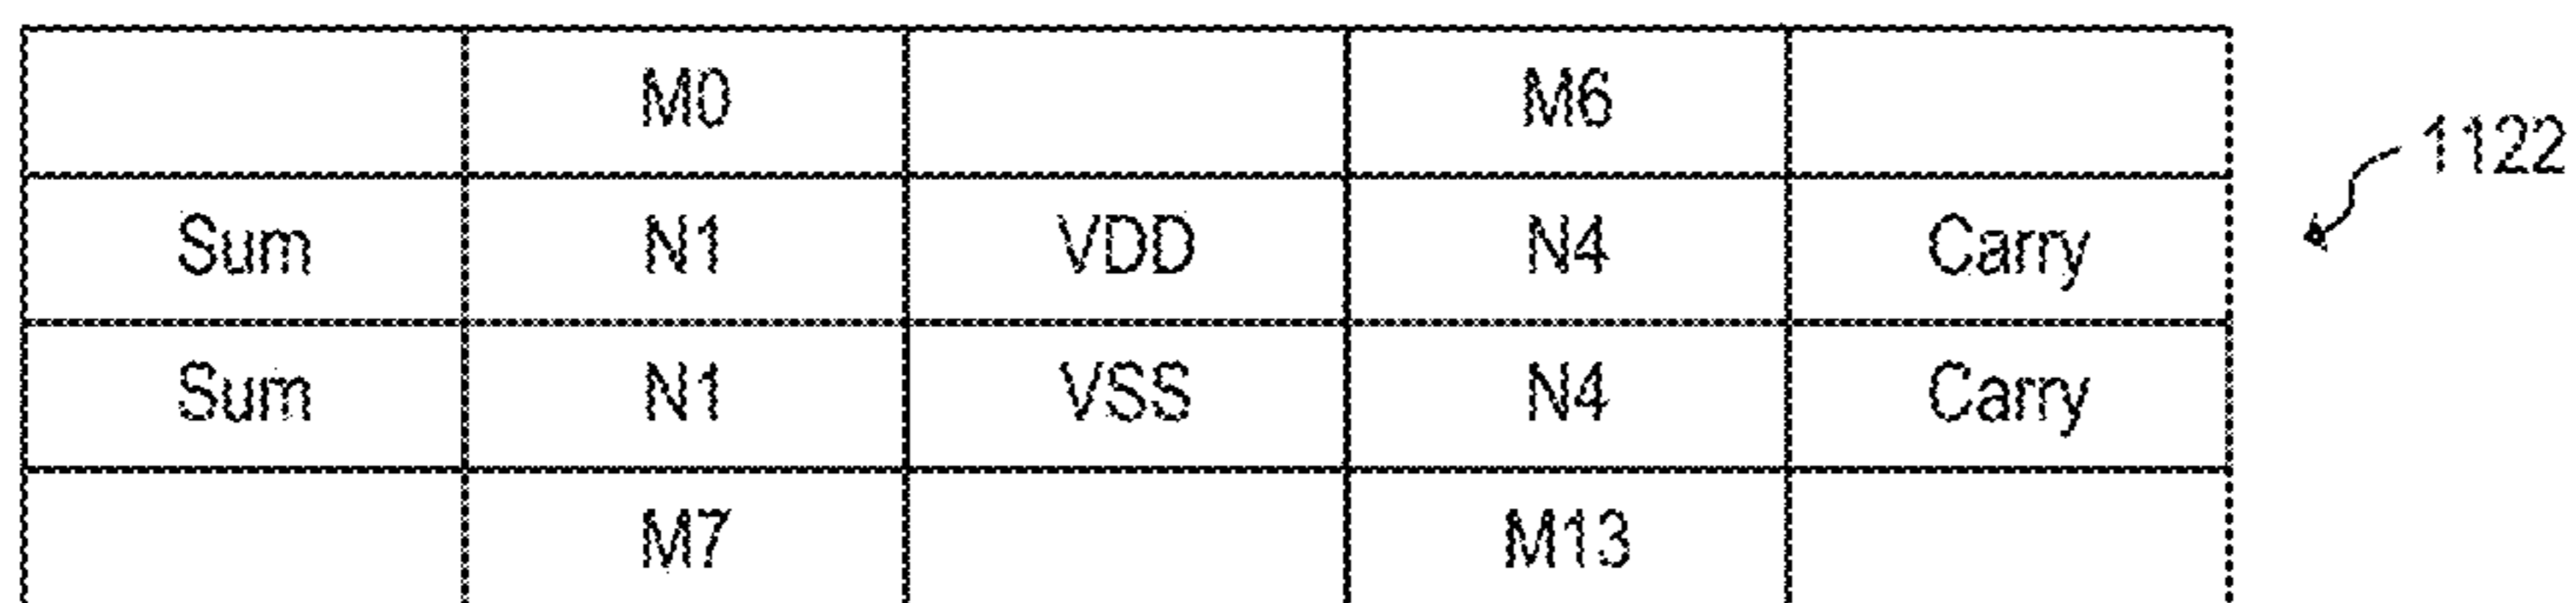 M0 M6
1122
Sum N1 VDD N4 Carry
Sum N1 VSS N4 Carry
M7 M13